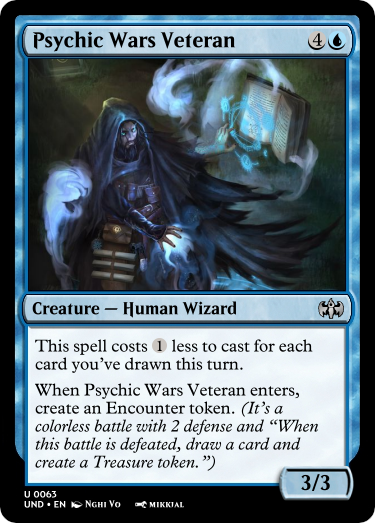 Psychic Wars Veteran 4
Creature — Human Wizard
This spell costs 1 less to cast for each
card you've drawn this turn.
When Psychic Wars Veteran enters,
create an Encounter token. (It's a
colorless battle with 2 defense and “When
this battle is defeated, draw a card and
create a Treasure token.”)
3/3
U 0063
UND • EN Nghi Vo mikkial